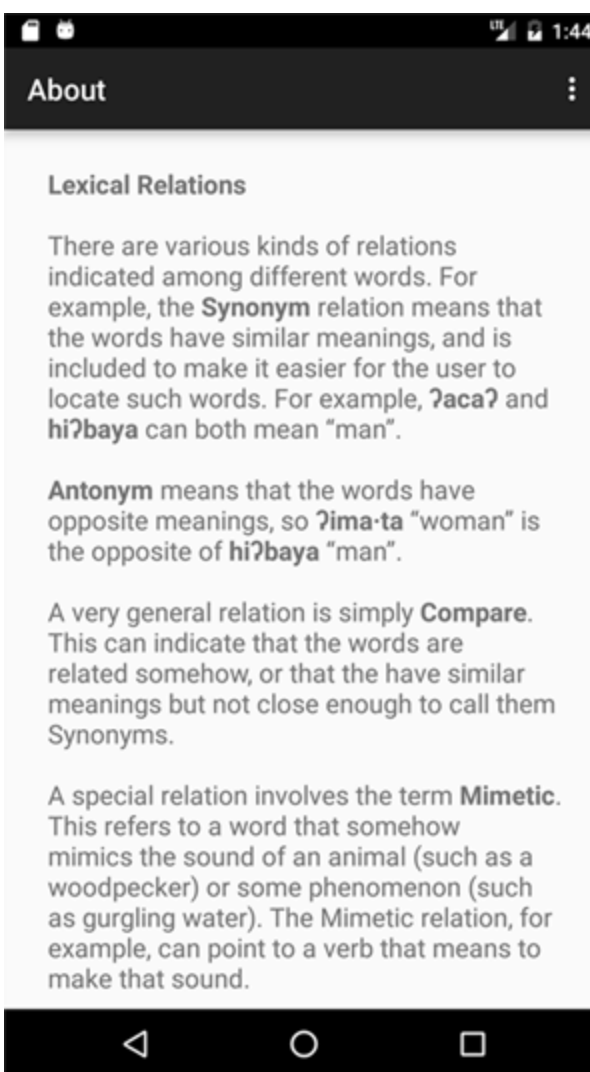 LTE 1:44
About
Lexical Relations
There are various kinds of relations
indicated among different words. For
example, the Synonym relation means that
the words have similar meanings, and is
included to make it easier for the user to
locate such words. For example, ʔacaʔ and
hiʔbaya can both mean “man”.
Antonym means that the words have
opposite meanings, so ʔima·ta “woman” is
the opposite of hiʔbaya “man”.
A very general relation is simply Compare.
This can indicate that the words are
related somehow, or that the have similar
meanings but not close enough to call them
Synonyms.
A special relation involves the term Mimetic.
This refers to a word that somehow
mimics the sound of an animal (such as a
woodpecker) or some phenomenon (such
as gurgling water). The Mimetic relation, for
example, can point to a verb that means to
make that sound.